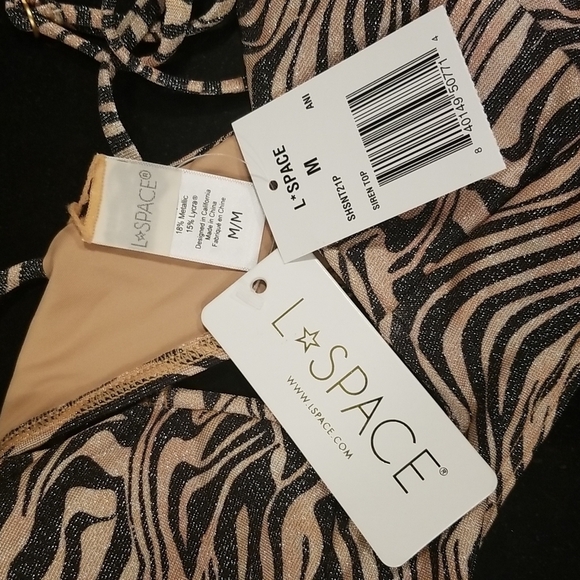 L★SPACE®
18% Metallic
15% Lycra®
Designed in California
Made in China
Fabriqué en Chine
M/M
L★SPACE
M
ANI
SHSNT21P
SIREN TOP
8 40149 50771 4
L☆SPACE®
WWW.LSPACE.COM